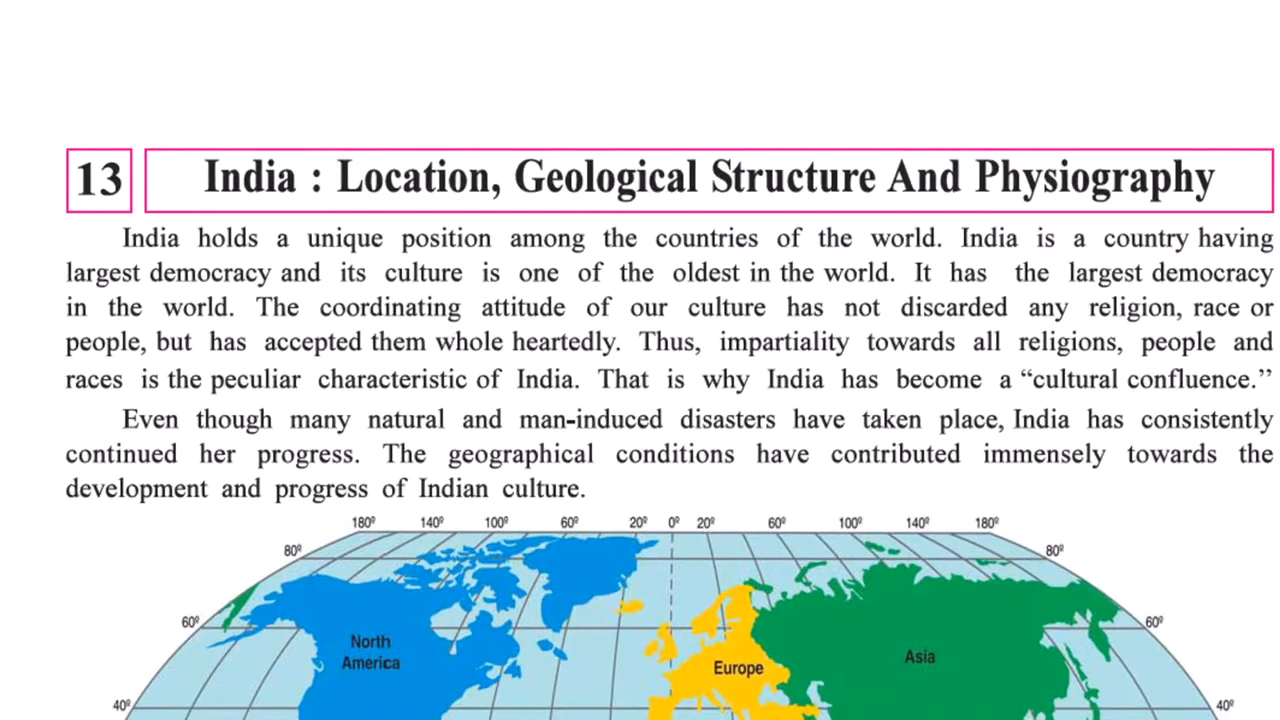 13 India : Location, Geological Structure And Physiography
India holds a unique position among the countries of the world. India is a country having
largest democracy and its culture is one of the oldest in the world. It has the largest democracy
in the world. The coordinating attitude of our culture has not discarded any religion, race or
people, but has accepted them whole heartedly. Thus, impartiality towards all religions, people and
races is the peculiar characteristic of India. That is why India has become a “cultural confluence.’’
Even though many natural and man-induced disasters have taken place, India has consistently
continued her progress. The geographical conditions have contributed immensely towards the
development and progress of Indian culture.
180º 140º 100º 60º 20º 0º 20º 60º 100º 140º 180º
80º 80º
60º 60º
North
America
Europe
Asia
40º 40º